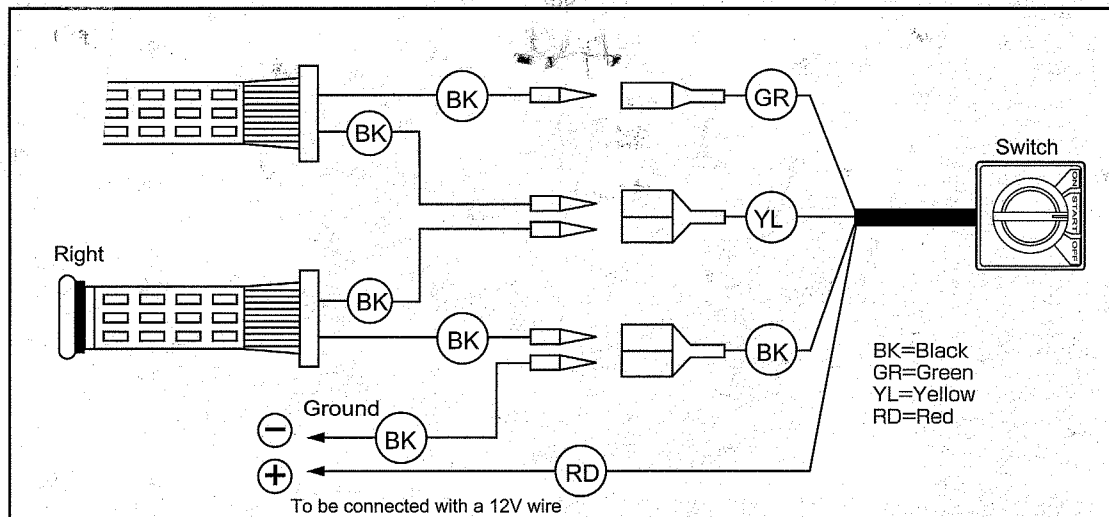 BK
GR
BK
Switch
ON
START
OFF
YL
Right
BK
BK
BK
BK=Black
GR=Green
YL=Yellow
RD=Red
Ground
−
BK
+
RD
To be connected with a 12V wire